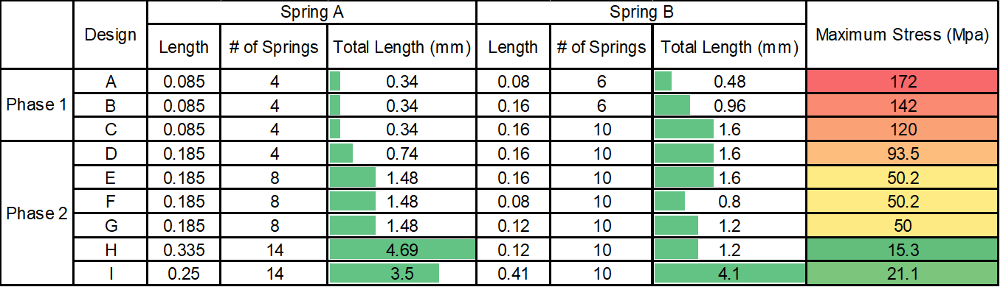 Spring A Spring B
Design Maximum Stress (Mpa)
Length # of Springs Total Length (mm) Length # of Springs Total Length (mm)
Phase 1
A 0.085 4 0.34 0.08 6 0.48 172
B 0.085 4 0.34 0.16 6 0.96 142
C 0.085 4 0.34 0.16 10 1.6 120
Phase 2
D 0.185 4 0.74 0.16 10 1.6 93.5
E 0.185 8 1.48 0.16 10 1.6 50.2
F 0.185 8 1.48 0.08 10 0.8 50.2
G 0.185 8 1.48 0.12 10 1.2 50
H 0.335 14 4.69 0.12 10 1.2 15.3
I 0.25 14 3.5 0.41 10 4.1 21.1